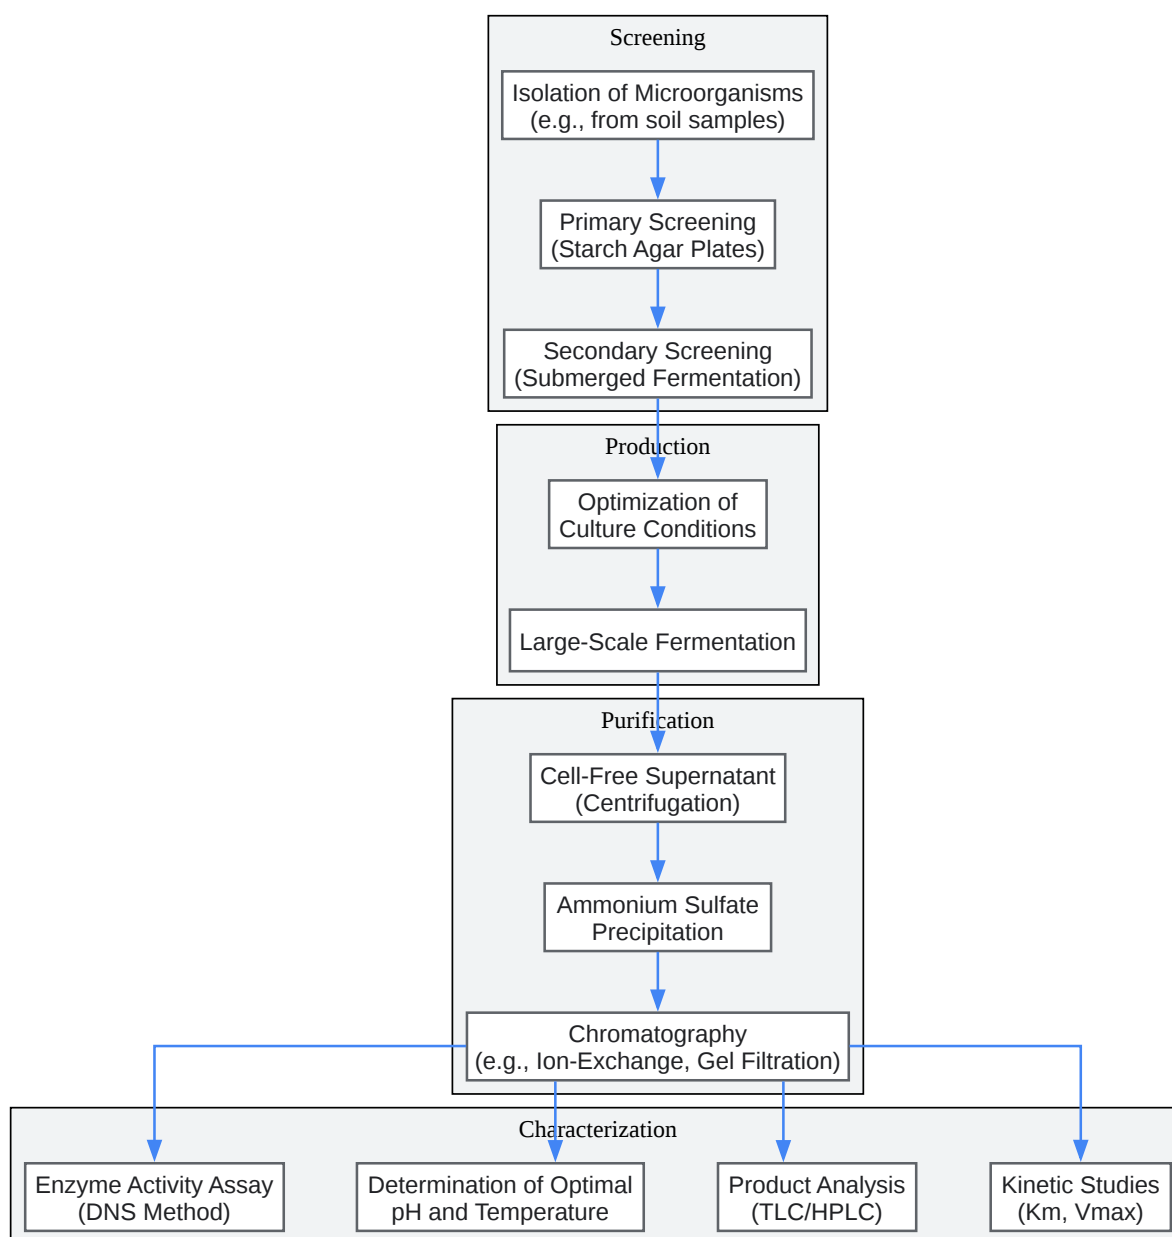 Screening
Isolation of Microorganisms
(e.g., from soil samples)
Primary Screening
(Starch Agar Plates)
Secondary Screening
(Submerged Fermentation)
Production
Optimization of
Culture Conditions
Large-Scale Fermentation
Purification
Cell-Free Supernatant
(Centrifugation)
Ammonium Sulfate
Precipitation
Chromatography
(e.g., Ion-Exchange, Gel Filtration)
Characterization
Enzyme Activity Assay
(DNS Method)
Determination of Optimal
pH and Temperature
Product Analysis
(TLC/HPLC)
Kinetic Studies
(Km, Vmax)